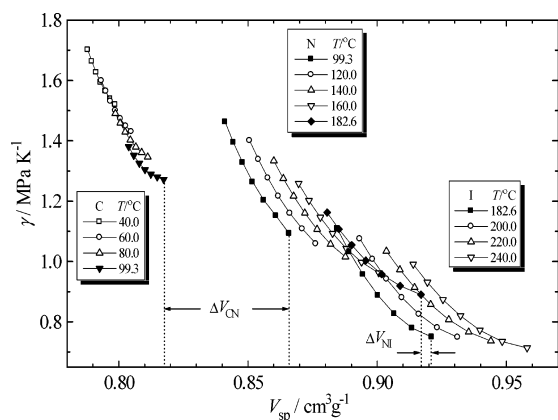 γ / MPa K⁻¹
1.8
1.6
1.4
1.2
1.0
0.8
C T/°C
40.0
60.0
80.0
99.3
N T/°C
99.3
120.0
140.0
160.0
182.6
I T/°C
182.6
200.0
220.0
240.0
ΔV_CN
ΔV_NI
0.80 0.85 0.90 0.95
V_sp / cm³g⁻¹